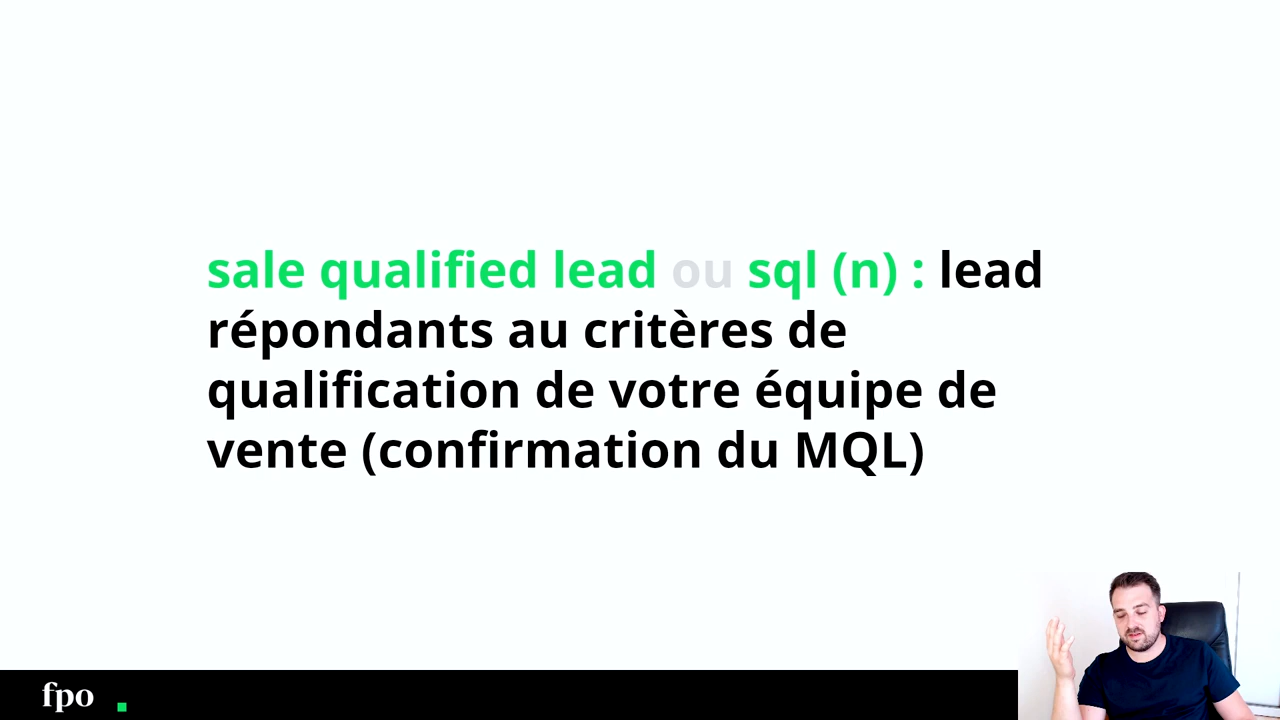 sale qualified lead ou sql (n) : lead
répondants au critères de
qualification de votre équipe de
vente (confirmation du MQL)
fpo